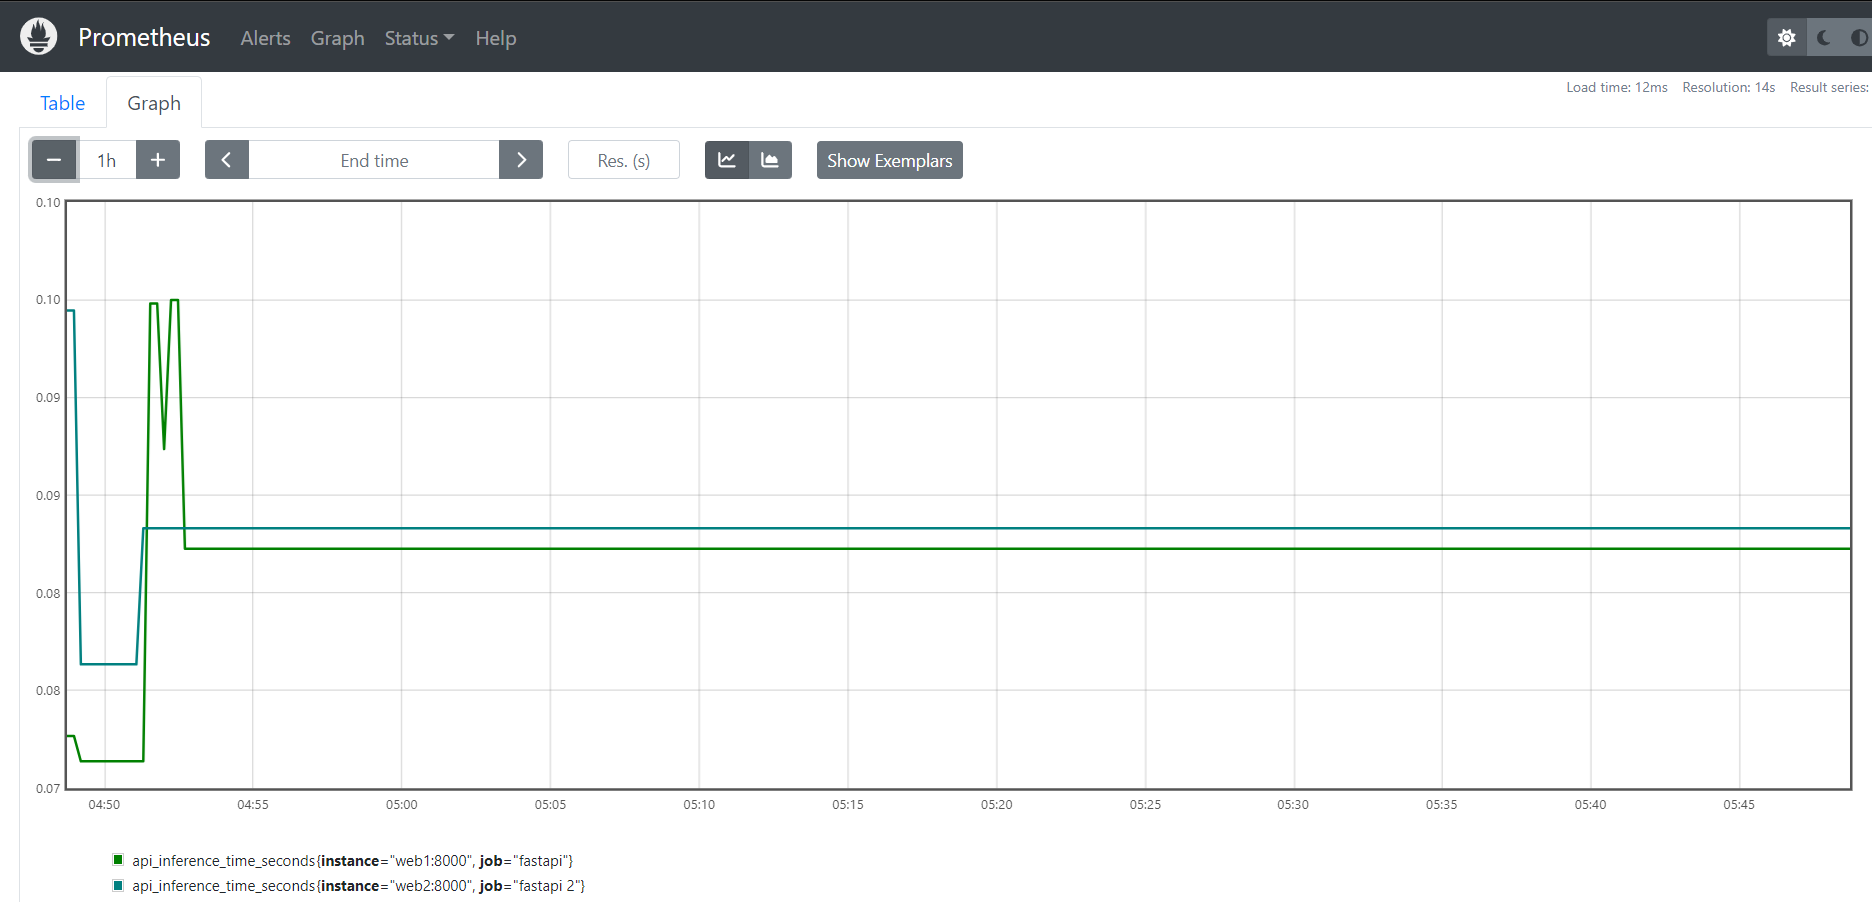 Prometheus Alerts Graph Status Help
Load time: 12ms Resolution: 14s Result series:
Table Graph
1h End time Res. (s) Show Exemplars
0.10
0.10
0.09
0.09
0.08
0.08
0.07
04:50 04:55 05:00 05:05 05:10 05:15 05:20 05:25 05:30 05:35 05:40 05:45
api_inference_time_seconds{instance="web1:8000", job="fastapi"}
api_inference_time_seconds{instance="web2:8000", job="fastapi 2"}